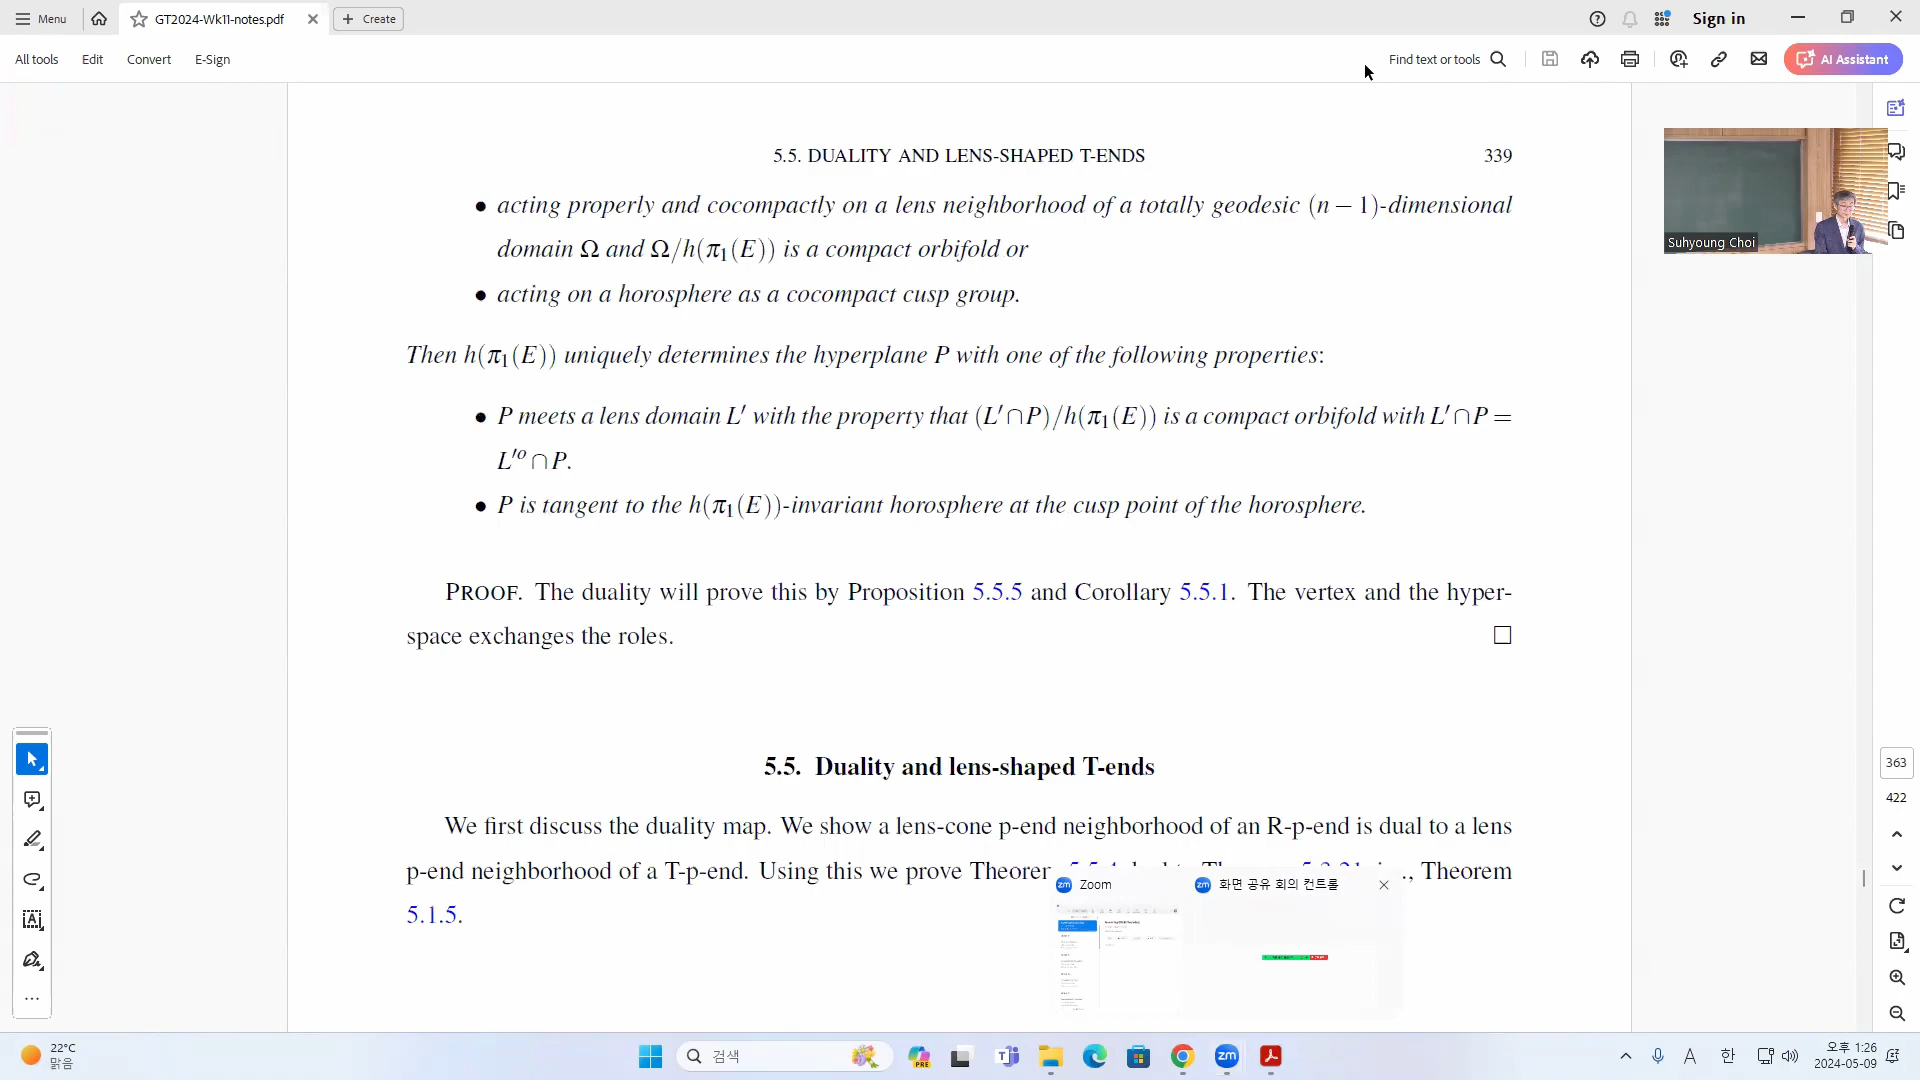 Menu
GT2024-Wk11-notes.pdf
Create
Sign in
All tools
Edit
Convert
E-Sign
Find text or tools
AI Assistant
5.5. DUALITY AND LENS-SHAPED T-ENDS 339
• acting properly and cocompactly on a lens neighborhood of a totally geodesic (n − 1)-dimensional
domain Ω and Ω/h(π₁(E)) is a compact orbifold or
• acting on a horosphere as a cocompact cusp group.
Then h(π₁(E)) uniquely determines the hyperplane P with one of the following properties:
• P meets a lens domain L′ with the property that (L′ ∩ P)/h(π₁(E)) is a compact orbifold with L′ ∩ P =
L′ᵒ ∩ P.
• P is tangent to the h(π₁(E))-invariant horosphere at the cusp point of the horosphere.
PROOF. The duality will prove this by Proposition 5.5.5 and Corollary 5.5.1. The vertex and the hyper-
space exchanges the roles. □
5.5. Duality and lens-shaped T-ends
We first discuss the duality map. We show a lens-cone p-end neighborhood of an R-p-end is dual to a lens
p-end neighborhood of a T-p-end. Using this we prove Theorem
., Theorem
5.1.5.
Suhyoung Choi
363
422
Zoom
화면 공유 회의 컨트롤
22°C
맑음
검색
PRE
zm
A
한
오후 1:26
2024-05-09